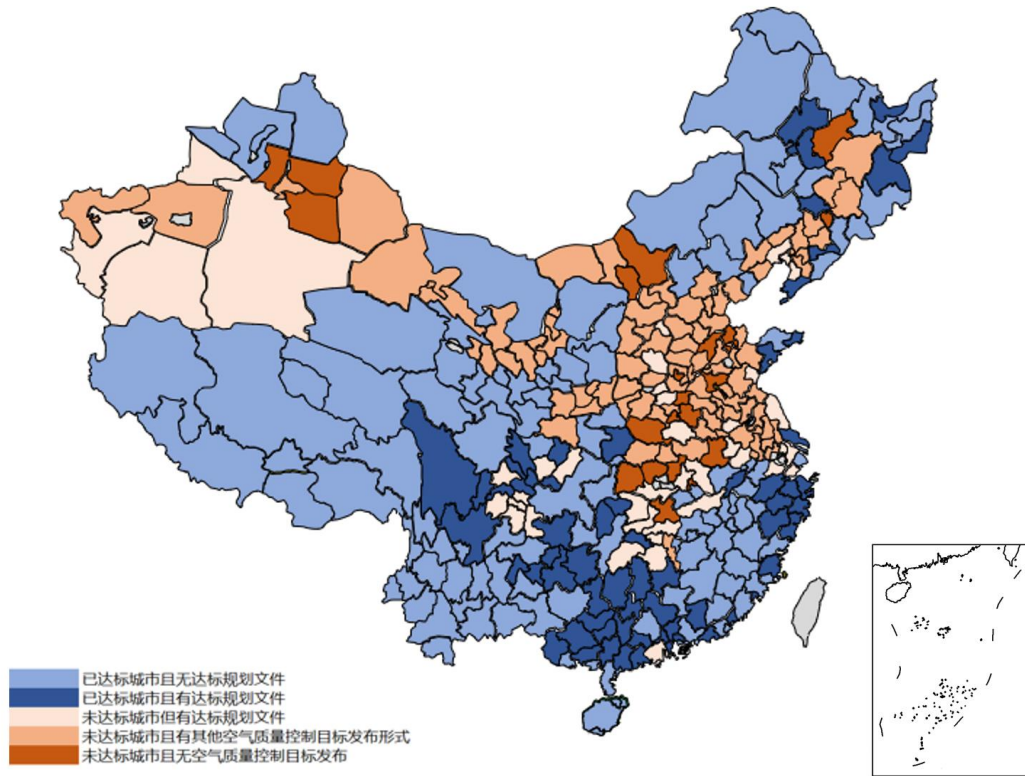 已达标城市且无达标规划文件
已达标城市且有达标规划文件
未达标城市但有达标规划文件
未达标城市且有其他空气质量控制目标发布形式
未达标城市且无空气质量控制目标发布